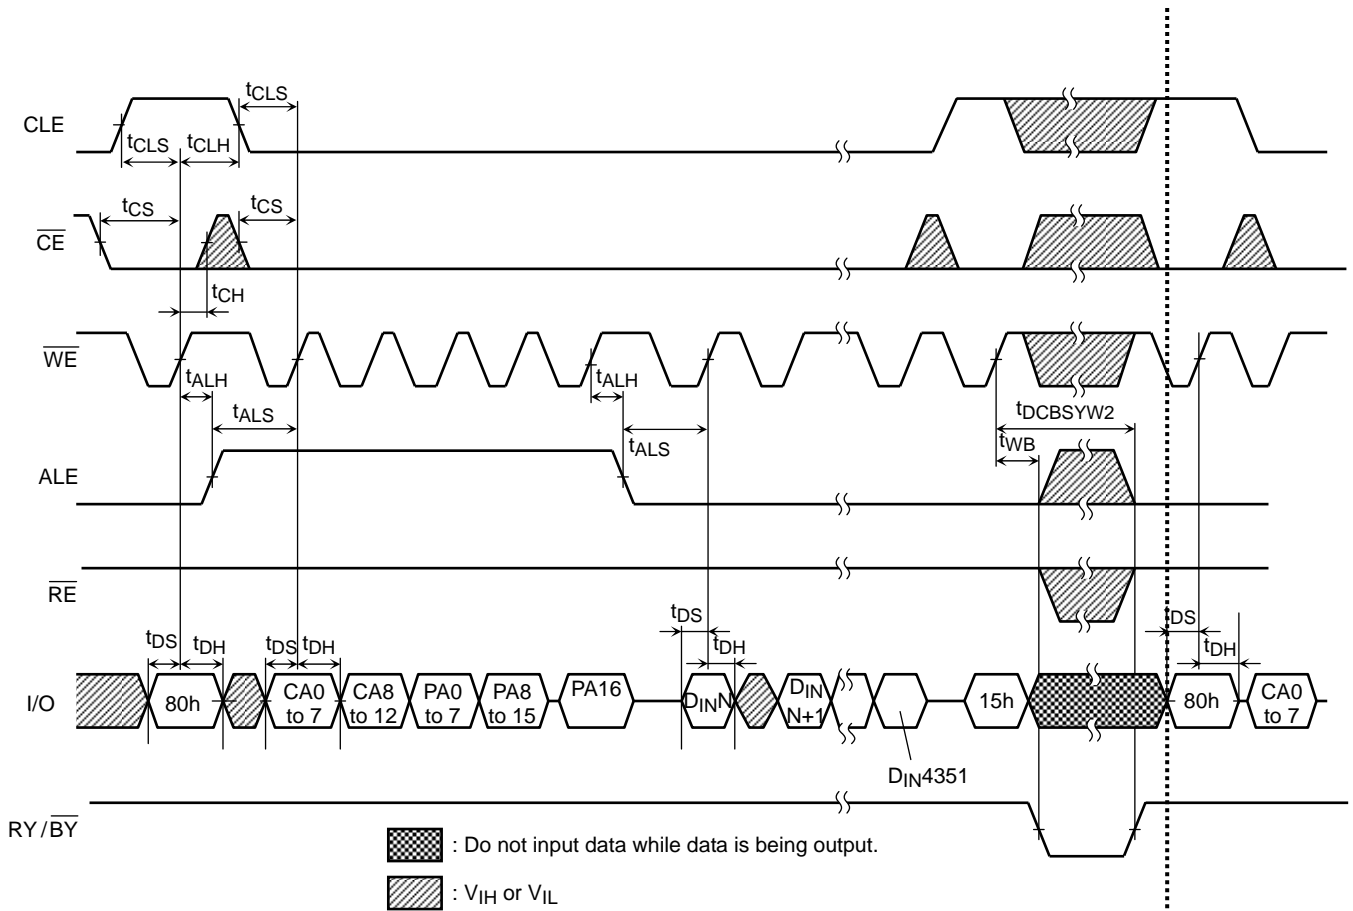 CLE
tCLS
tCLS
tCLH
CE
tCS
tCS
tCH
WE
tALH
tALS
tALH
tALS
tDCBSYW2
tWB
ALE
RE
tDS
tDH
tDS
tDH
tDS
tDH
tDS
tDH
I/O
80h
CA0
to 7
CA8
to 12
PA0
to 7
PA8
to 15
PA16
DINN
DIN
N+1
DIN4351
15h
80h
CA0
to 7
RY/BY
: Do not input data while data is being output.
: VIH or VIL